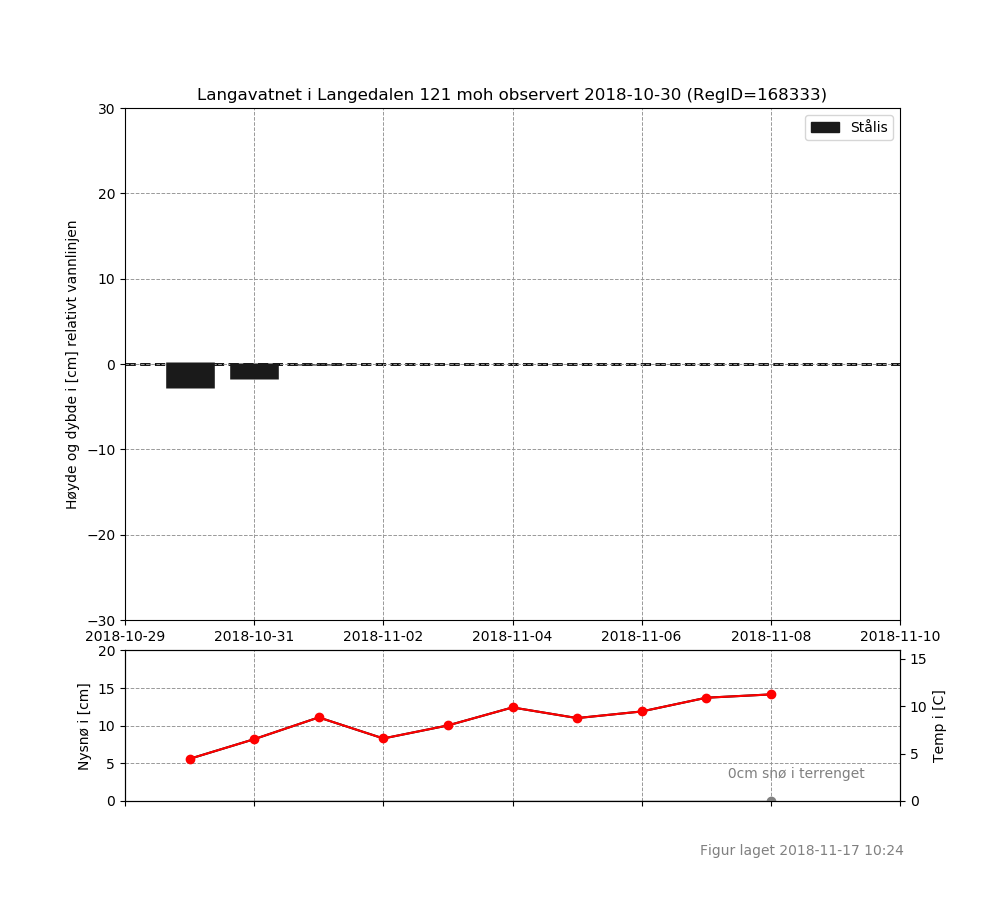 Langavatnet i Langedalen 121 moh observert 2018-10-30 (RegID=168333)
Stålis
Høyde og dybde i [cm] relativt vannlinjen
30
20
10
0
−10
−20
−30
2018-10-29 2018-10-31 2018-11-02 2018-11-04 2018-11-06 2018-11-08 2018-11-10
Nysnø i [cm]
20
15
10
5
0
15
10
5
0
Temp i [C]
0cm snø i terrenget
Figur laget 2018-11-17 10:24